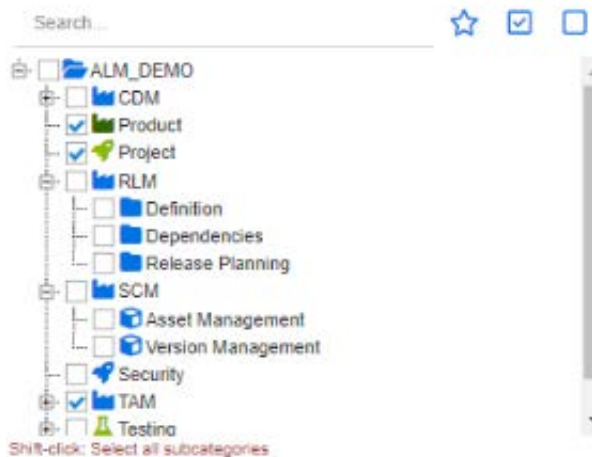 Search...
ALM_DEMO
CDM
Product
Project
RLM
Definition
Dependencies
Release Planning
SCM
Asset Management
Version Management
Security
TAM
Testing
Shift-click: Select all subcategories